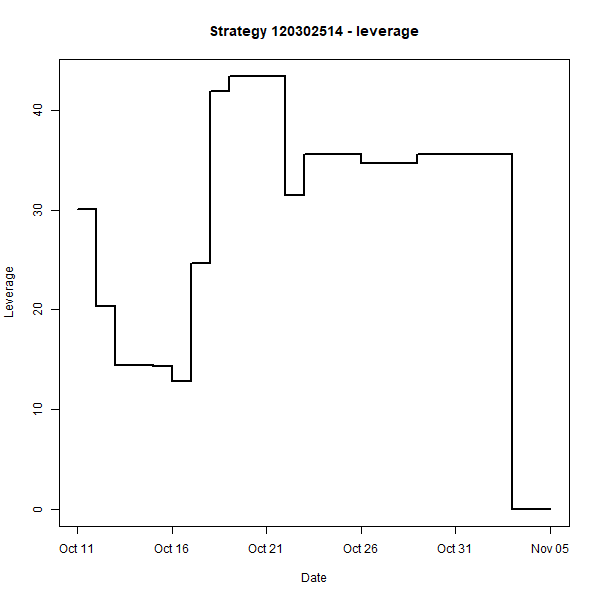 Strategy 120302514 - leverage
Leverage
40
30
20
10
0
Oct 11 Oct 16 Oct 21 Oct 26 Oct 31 Nov 05
Date